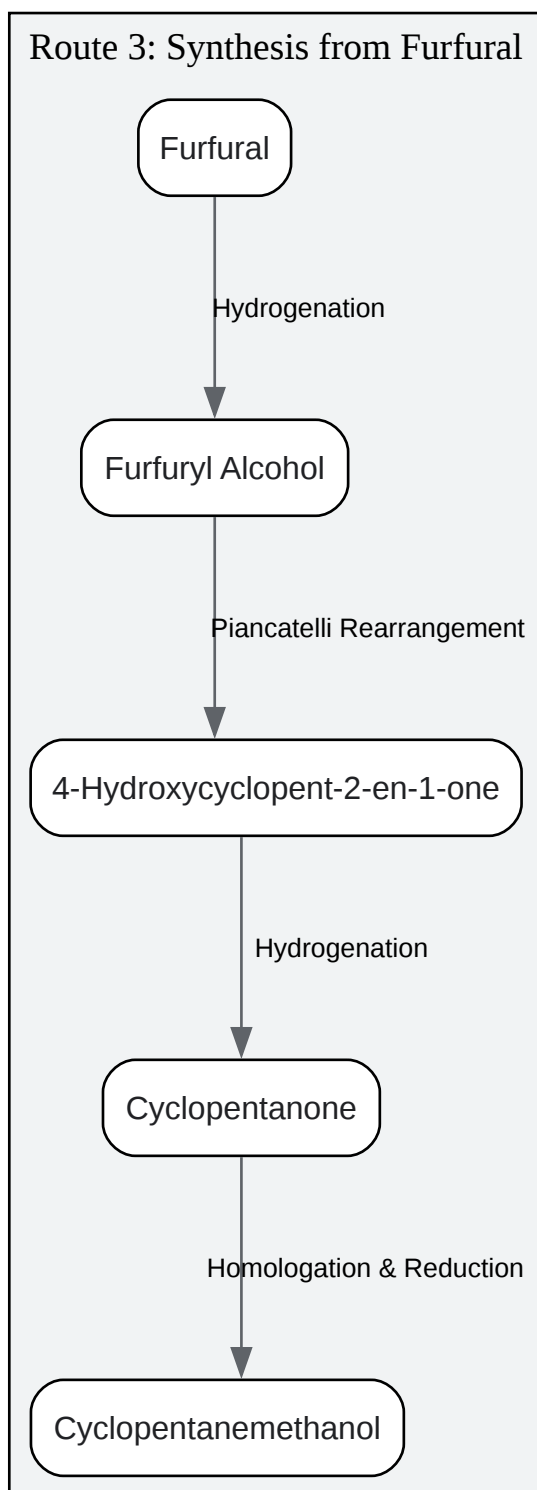 Route 3: Synthesis from Furfural
Furfural
Hydrogenation
Furfuryl Alcohol
Piancatelli Rearrangement
4-Hydroxycyclopent-2-en-1-one
Hydrogenation
Cyclopentanone
Homologation & Reduction
Cyclopentanemethanol